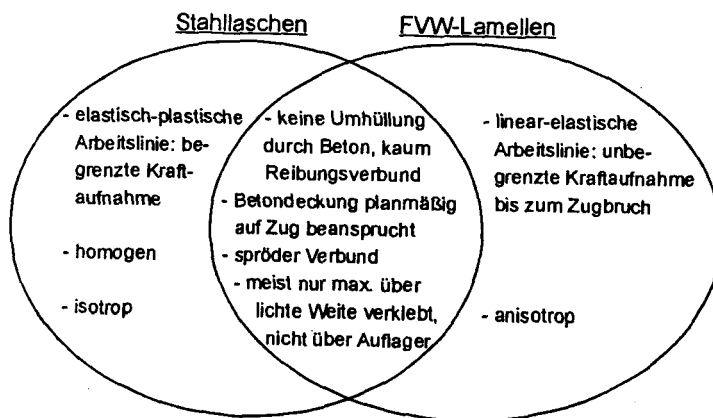 Stahllaschen
FVW-Lamellen
- elastisch-plastische
Arbeitslinie: be-
grenzte Kraft-
aufnahme
- homogen
- isotrop
- keine Umhüllung
durch Beton, kaum
Reibungsverbund
- Betondeckung planmäßig
auf Zug beansprucht
- spröder Verbund
- meist nur max. über
lichte Weite verklebt,
nicht über Auflager
- linear-elastische
Arbeitslinie: unbe-
grenzte Kraftaufnahme
bis zum Zugbruch
- anisotrop